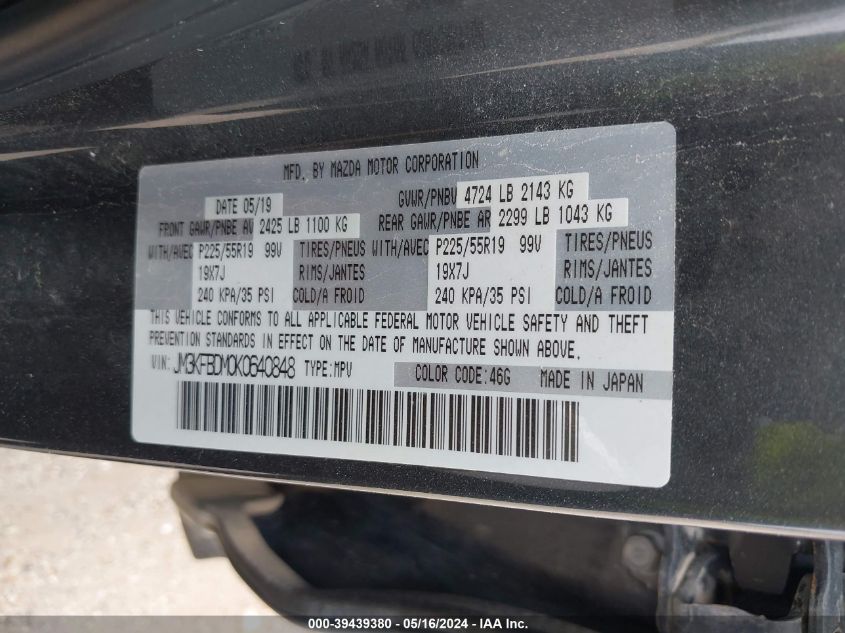 MFD. BY MAZDA MOTOR CORPORATION
DATE 05/19 GVWR/PNBV 4724 LB 2143 KG
FRONT GAWR/PNBE AV 2425 LB 1100 KG REAR GAWR/PNBE AR 2299 LB 1043 KG
WITH/AVEC P225/55R19 99V TIRES/PNEUS WITH/AVEC P225/55R19 99V TIRES/PNEUS
19X7J RIMS/JANTES 19X7J RIMS/JANTES
240 KPA/35 PSI COLD/A FROID 240 KPA/35 PSI COLD/A FROID
THIS VEHICLE CONFORMS TO ALL APPLICABLE FEDERAL MOTOR VEHICLE SAFETY AND THEFT
PREVENTION STANDARDS IN EFFECT ON THE DATE OF MANUFACTURE SHOWN ABOVE.
VIN: JM3KFBDM0K0640848 TYPE:MPV COLOR CODE:46G MADE IN JAPAN
000-39439380 - 05/16/2024 - IAA Inc.